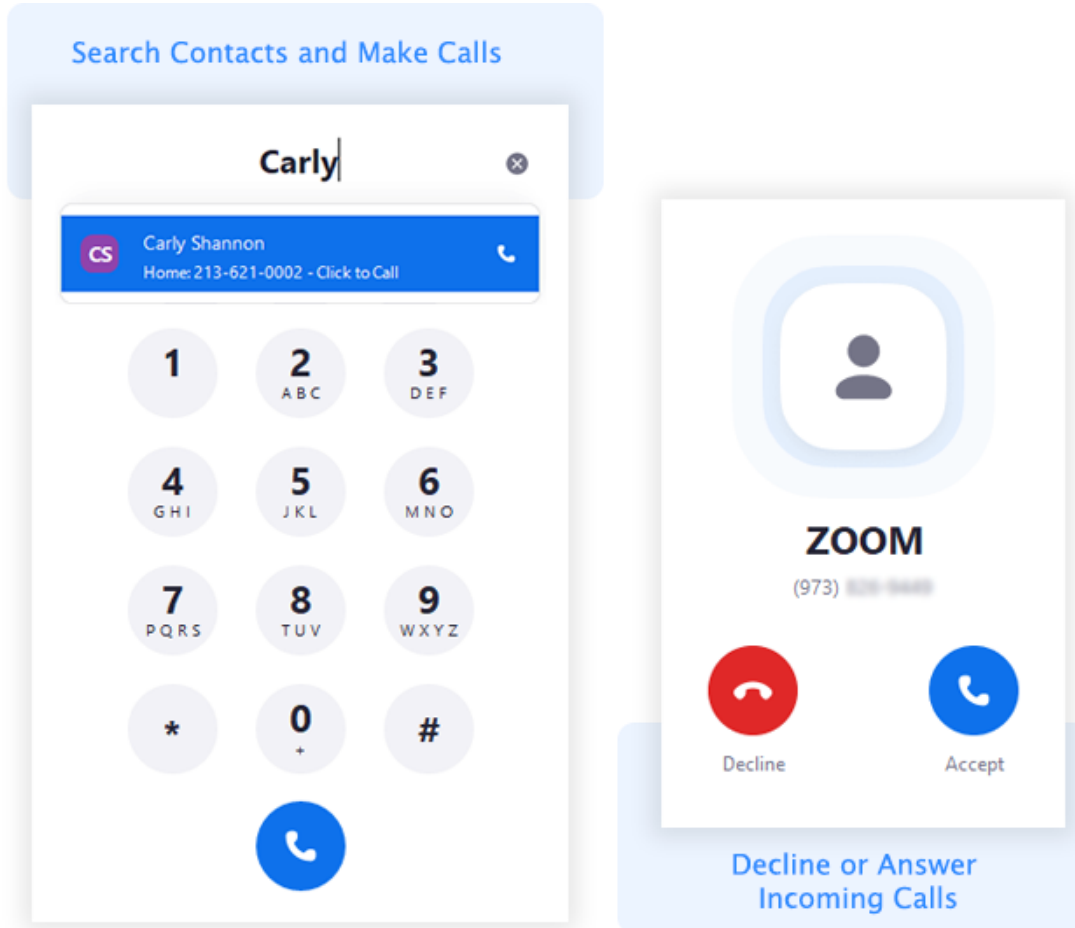 Search Contacts and Make Calls
Carly
CS
Carly Shannon
Home: 213-621-0002 - Click to Call
1
2
ABC
3
DEF
4
GHI
5
JKL
6
MNO
7
PQRS
8
TUV
9
WXYZ
*
0
+
#
ZOOM
(973)
Decline
Accept
Decline or Answer
Incoming Calls